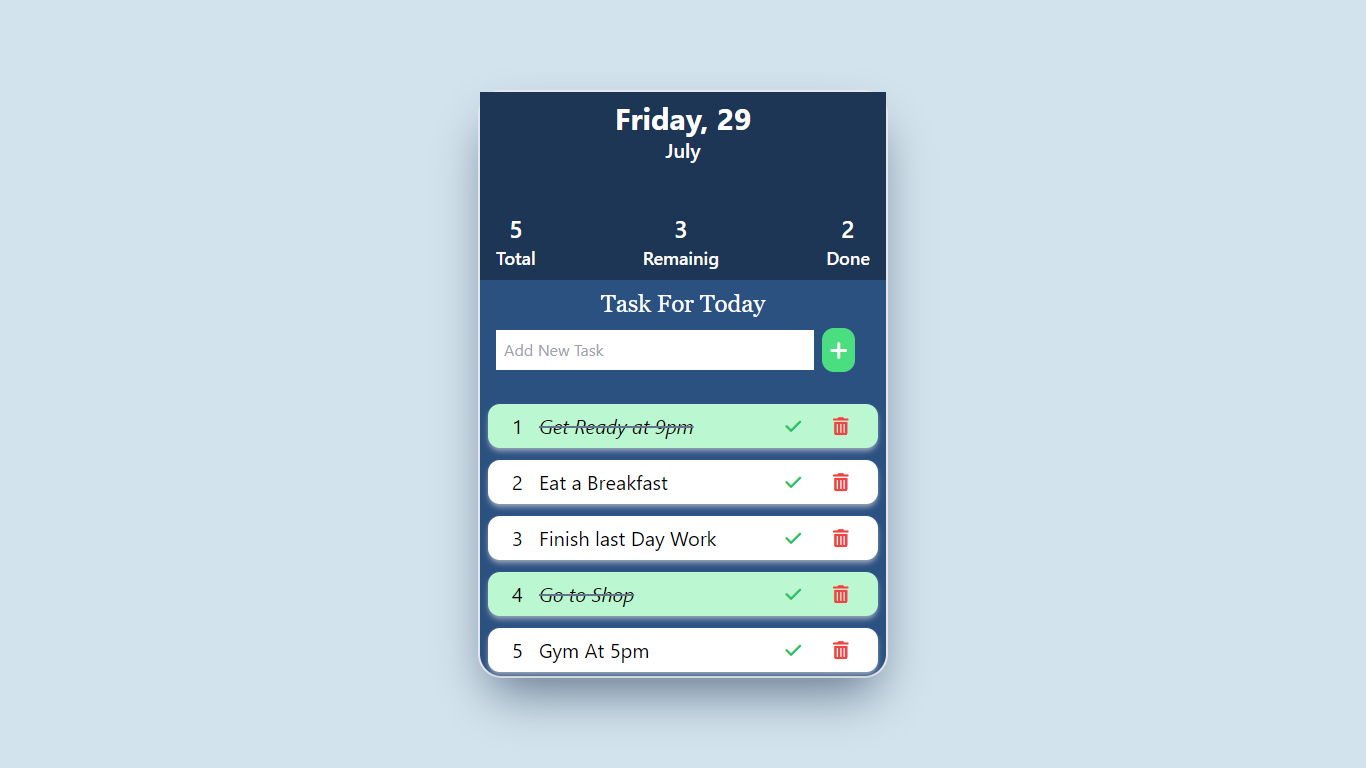 Friday, 29
July
5 3 2
Total Remainig Done
Task For Today
Add New Task
1 Get Ready at 9pm
2 Eat a Breakfast
3 Finish last Day Work
4 Go to Shop
5 Gym At 5pm